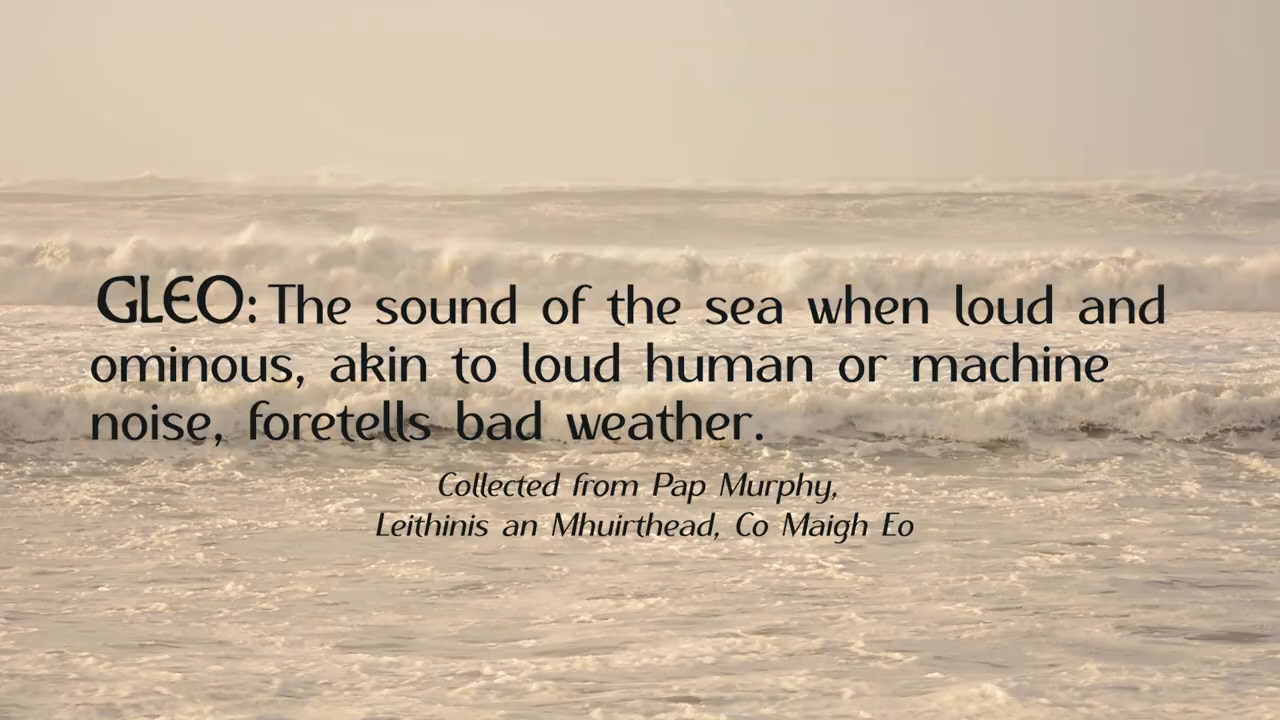 GLEO: The sound of the sea when loud and
ominous, akin to loud human or machine
noise, foretells bad weather.
Collected from Pap Murphy,
Leithinis an Mhuirthead, Co Maigh Eo